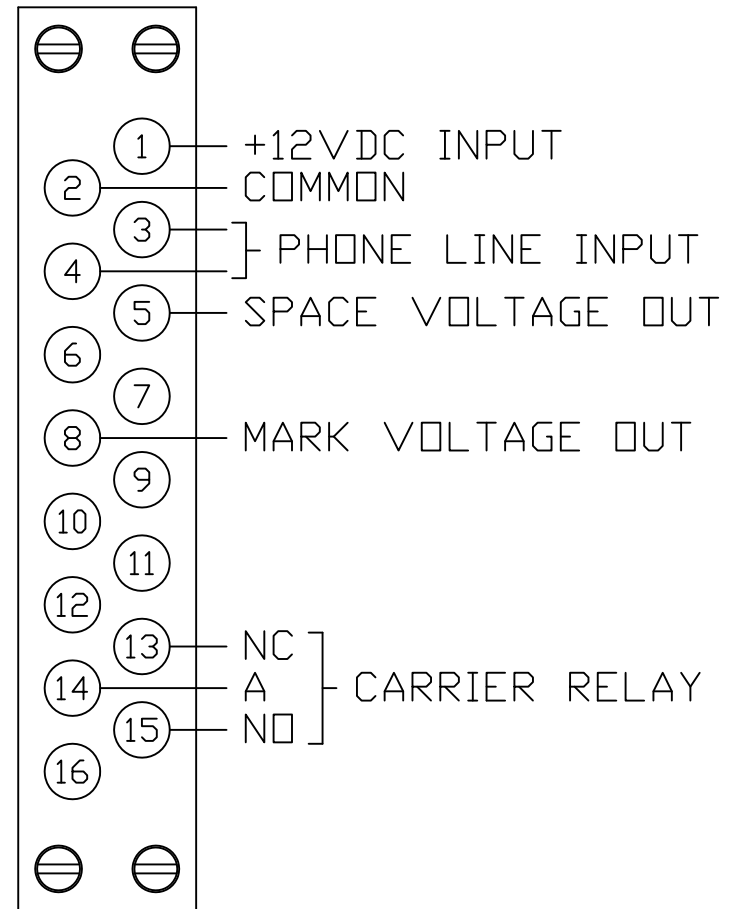 1 +12VDC INPUT
2 COMMON
3
PHONE LINE INPUT
4
5 SPACE VOLTAGE OUT
6
7
8 MARK VOLTAGE OUT
9
10
11
12
13 NC
14 A CARRIER RELAY
15 NO
16